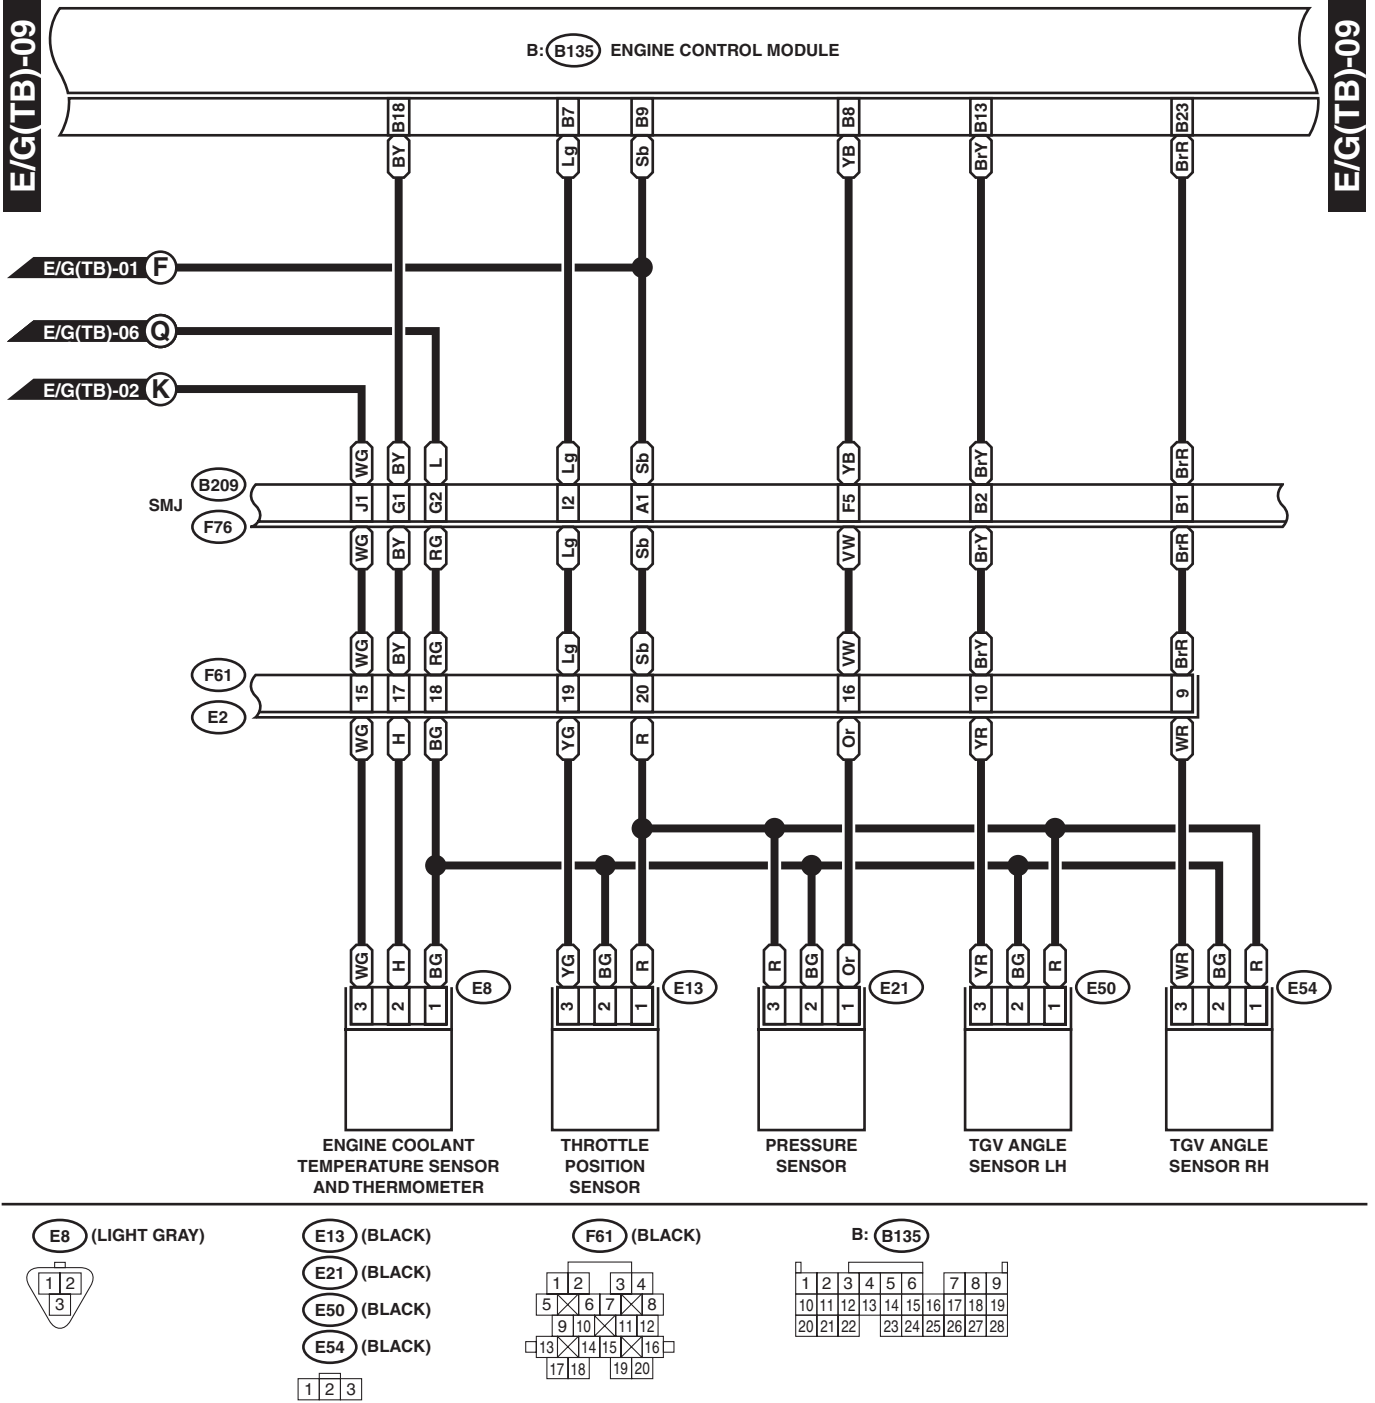 E/G(TB)-09
E/G(TB)-09
B: B135 ENGINE CONTROL MODULE
B18 B7 B9 B8 B13 B23
BY Lg Sb YB BrY BrR
E/G(TB)-01 F
E/G(TB)-06 Q
E/G(TB)-02 K
WG BY L Lg Sb YB BrY BrR
B209
SMJ
J1 G1 G2 I2 A1 F5 B2 B1
F76
WG BY RG Lg Sb VW BrY BrR
WG BY RG Lg Sb VW BrY BrR
F61
15 17 18 19 20 16 10 9
E2
WG H BG YG R Or YR WR
WG H BG YG BG R R BG Or YR BG R WR BG R
E8 E13 E21 E50 E54
3 2 1 3 2 1 3 2 1 3 2 1 3 2 1
ENGINE COOLANT
TEMPERATURE SENSOR
AND THERMOMETER
THROTTLE
POSITION
SENSOR
PRESSURE
SENSOR
TGV ANGLE
SENSOR LH
TGV ANGLE
SENSOR RH
E8 (LIGHT GRAY)
1 2
3
E13 (BLACK)
E21 (BLACK)
E50 (BLACK)
E54 (BLACK)
1 2 3
F61 (BLACK)
1 2 3 4
5 6 7 8
9 10 11 12
13 14 15 16
17 18 19 20
B: B135
1 2 3 4 5 6 7 8 9
10 11 12 13 14 15 16 17 18 19
20 21 22 23 24 25 26 27 28